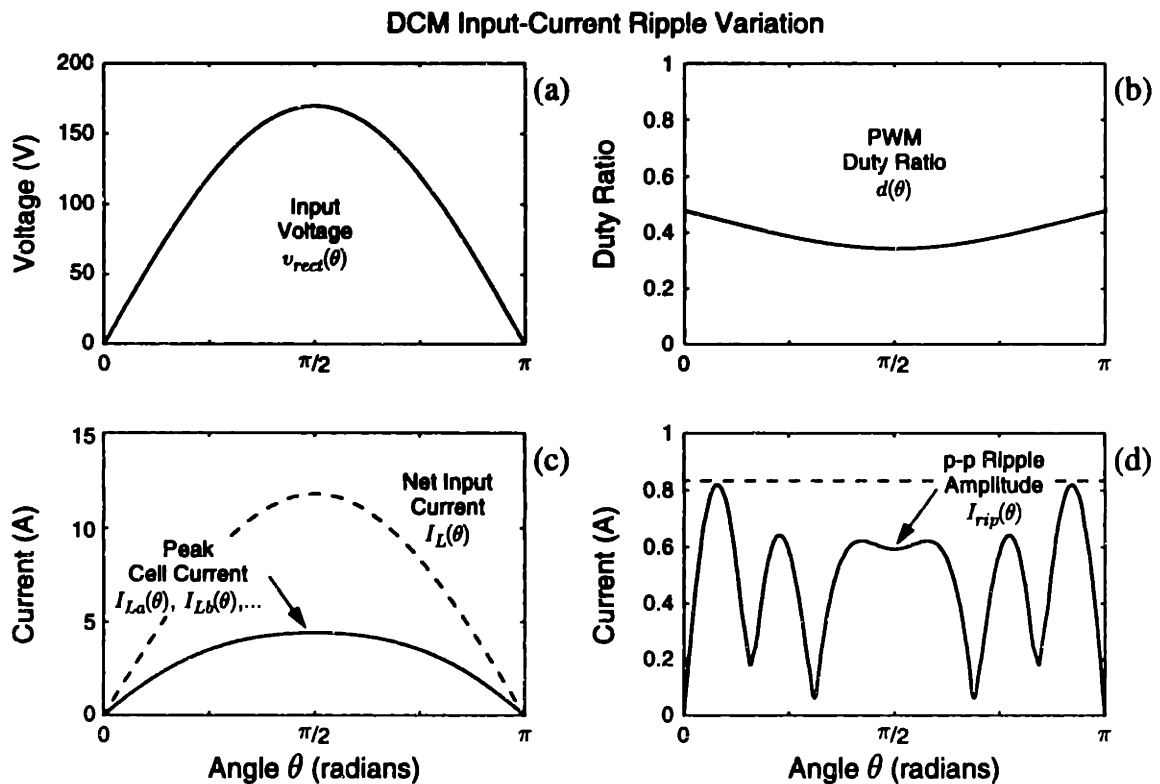 DCM Input-Current Ripple Variation
200
150
100
50
0
Voltage (V)
Input
Voltage
v_rect(θ)
(a)
0
π/2
π
1
0.8
0.6
0.4
0.2
0
Duty Ratio
PWM
Duty Ratio
d(θ)
(b)
0
π/2
π
15
10
5
0
Current (A)
Net Input
Current
I_L(θ)
Peak
Cell Current
I_La(θ), I_Lb(θ),...
(c)
0
π/2
π
Angle θ (radians)
1
0.8
0.6
0.4
0.2
0
Current (A)
p-p Ripple
Amplitude
I_rip(θ)
(d)
0
π/2
π
Angle θ (radians)